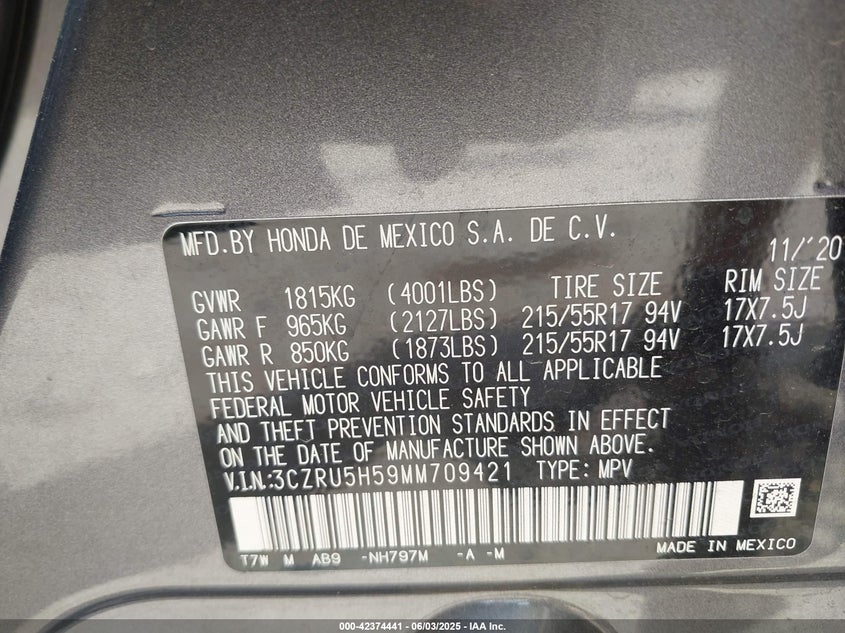 MFD.BY HONDA DE MEXICO S.A. DE C.V.
11/'20
GVWR 1815KG (4001LBS) TIRE SIZE RIM SIZE
GAWR F 965KG (2127LBS) 215/55R17 94V 17X7.5J
GAWR R 850KG (1873LBS) 215/55R17 94V 17X7.5J
THIS VEHICLE CONFORMS TO ALL APPLICABLE
FEDERAL MOTOR VEHICLE SAFETY
AND THEFT PREVENTION STANDARDS IN EFFECT
ON THE DATE OF MANUFACTURE SHOWN ABOVE.
V.I.N.:3CZRU5H59MM709421 TYPE: MPV
T7W M AB9 -NH797M -A -M MADE IN MEXICO
000-42374441 - 06/03/2025 - IAA Inc.